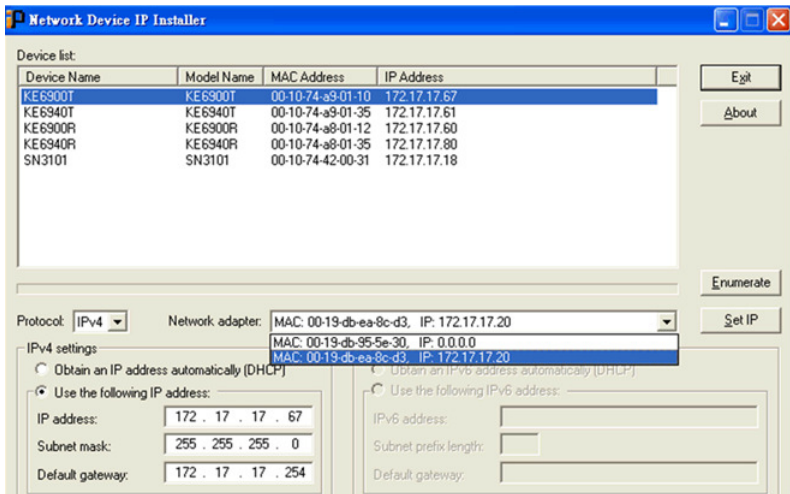 Network Device IP Installer
Device list:
Device Name Model Name MAC Address IP Address
KE6900T KE6900T 00-10-74-a9-01-10 172.17.17.67
KE6940T KE6940T 00-10-74-a9-01-35 172.17.17.61
KE6900R KE6900R 00-10-74-a8-01-12 172.17.17.60
KE6940R KE6940R 00-10-74-a8-01-35 172.17.17.80
SN3101 SN3101 00-10-74-42-00-31 172.17.17.18
Exit
About
Enumerate
Protocol: IPv4 Network adapter: MAC: 00-19-db-ea-8c-d3, IP: 172.17.17.20 Set IP
MAC: 00-19-db-95-5e-30, IP: 0.0.0.0
MAC: 00-19-db-ea-8c-d3, IP: 172.17.17.20
IPv4 settings
Obtain an IP address automatically (DHCP) Obtain an IPv6 address automatically (DHCP)
Use the following IP address: Use the following IPv6 address:
IP address: 172 . 17 . 17 . 67 IPv6 address:
Subnet mask: 255 . 255 . 255 . 0 Subnet prefix length:
Default gateway: 172 . 17 . 17 . 254 Default gateway: